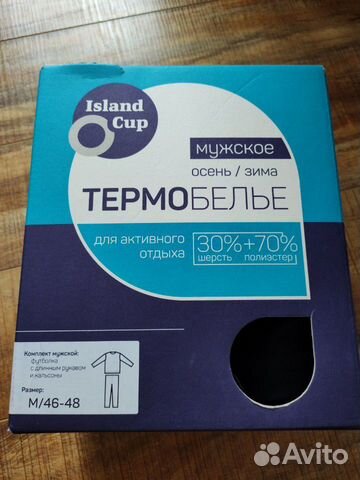 Island
Cup
мужское
осень / зима
ТЕРМОБЕЛЬЕ
для активного
отдыха
30%+70%
шерсть полиэстер
Комплект мужской:
футболка
с длинным рукавом
и кальсоны
Размер:
M/46-48
Avito